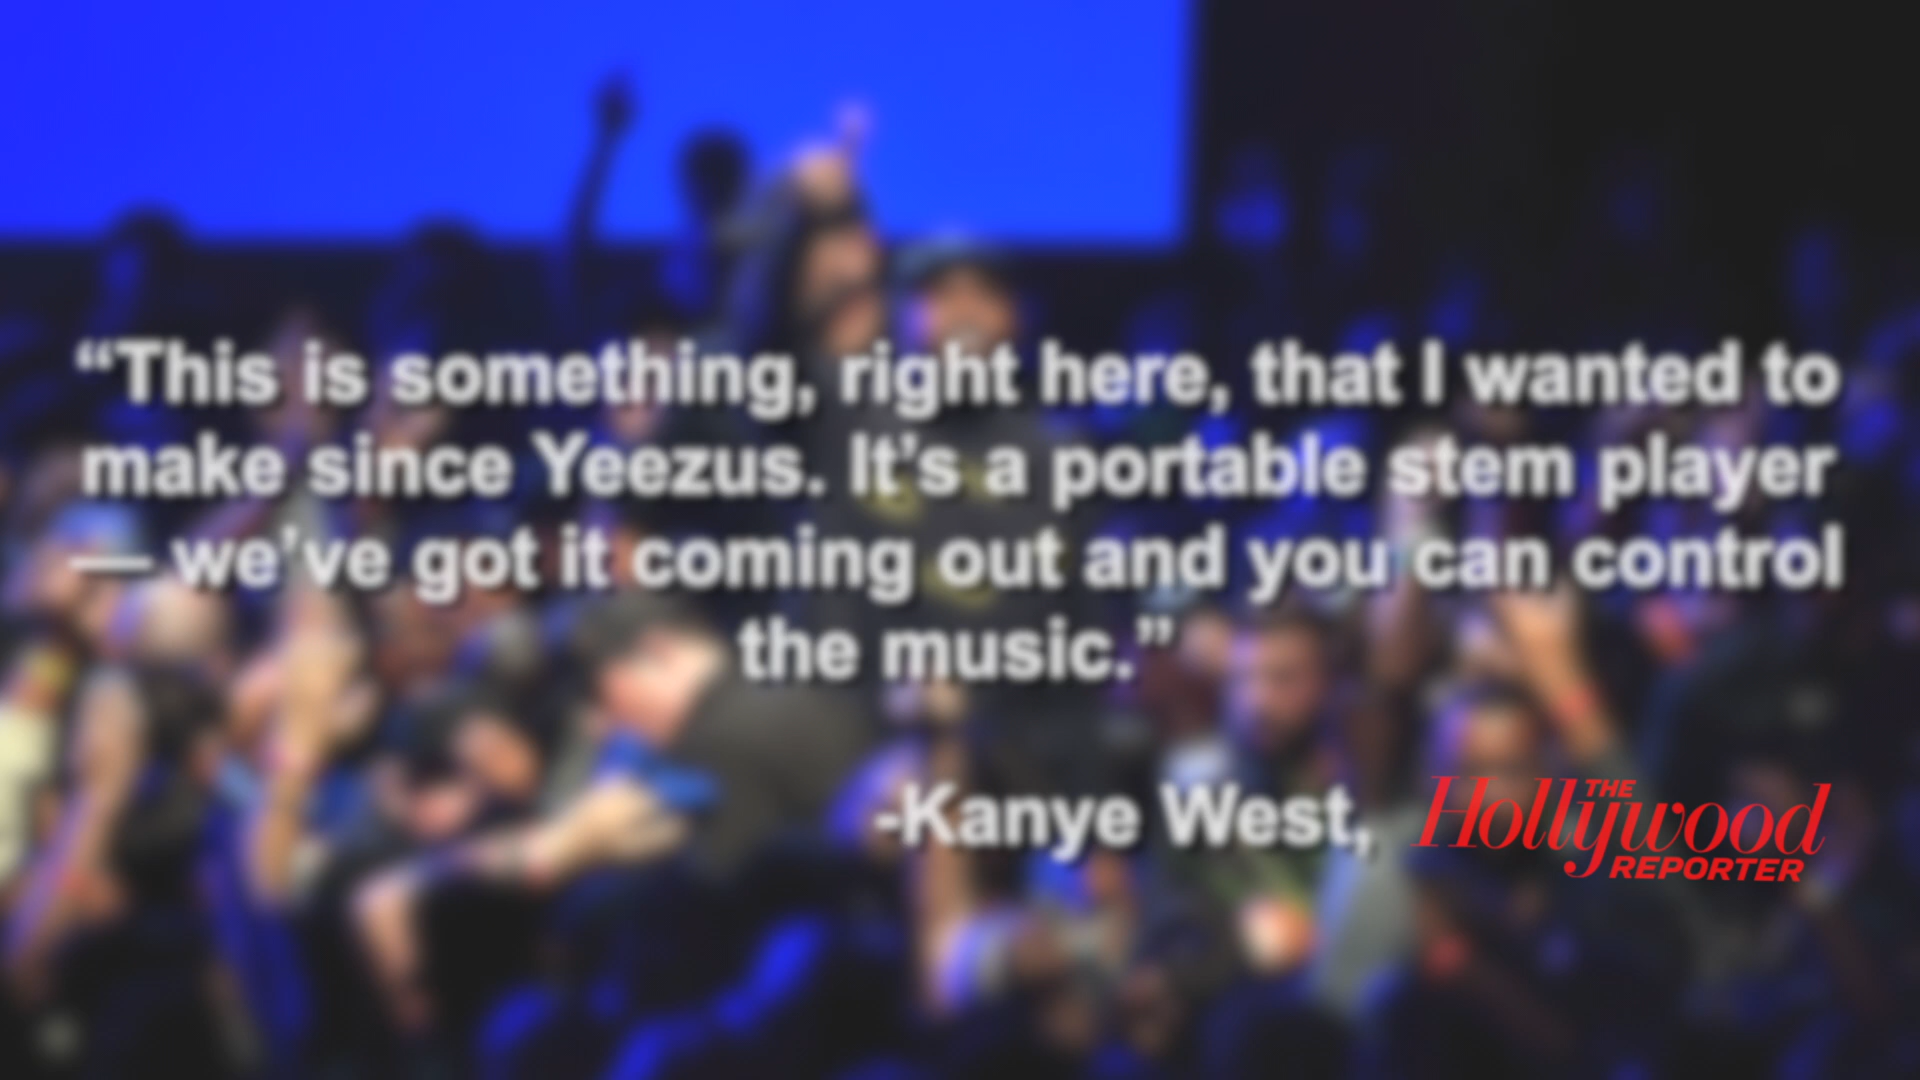 “This is something, right here, that I wanted to
make since Yeezus. It’s a portable stem player
— we’ve got it coming out and you can control
the music.”
-Kanye West, THE Hollywood REPORTER